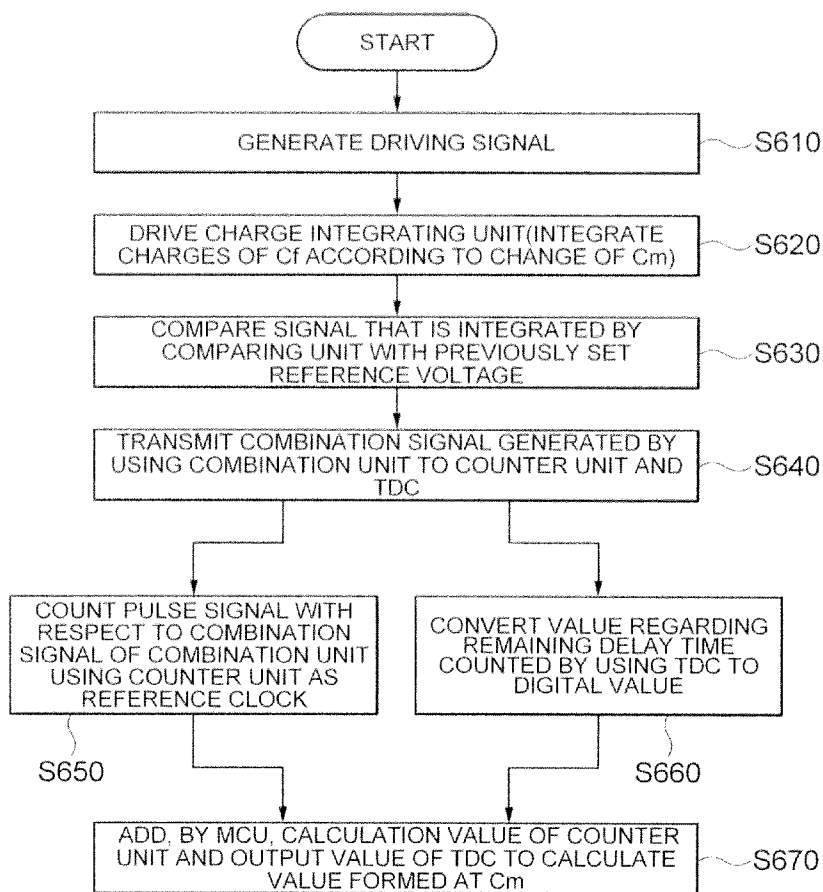 START
GENERATE DRIVING SIGNAL
S610
DRIVE CHARGE INTEGRATING UNIT(INTEGRATE
CHARGES OF Cf ACCORDING TO CHANGE OF Cm)
S620
COMPARE SIGNAL THAT IS INTEGRATED BY
COMPARING UNIT WITH PREVIOUSLY SET
REFERENCE VOLTAGE
S630
TRANSMIT COMBINATION SIGNAL GENERATED BY
USING COMBINATION UNIT TO COUNTER UNIT AND
TDC
S640
COUNT PULSE SIGNAL WITH
RESPECT TO COMBINATION
SIGNAL OF COMBINATION UNIT
USING COUNTER UNIT AS
REFERENCE CLOCK
S650
CONVERT VALUE REGARDING
REMAINING DELAY TIME
COUNTED BY USING TDC TO
DIGITAL VALUE
S660
ADD, BY MCU, CALCULATION VALUE OF COUNTER
UNIT AND OUTPUT VALUE OF TDC TO CALCULATE
VALUE FORMED AT Cm
S670